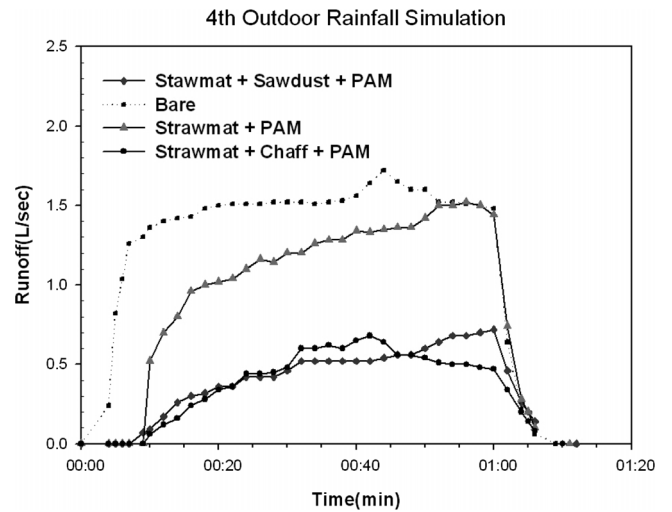 4th Outdoor Rainfall Simulation
2.5
2.0
1.5
1.0
0.5
0.0
Runoff(L/sec)
Stawmat + Sawdust + PAM
Bare
Strawmat + PAM
Strawmat + Chaff + PAM
00:00 00:20 00:40 01:00 01:20
Time(min)